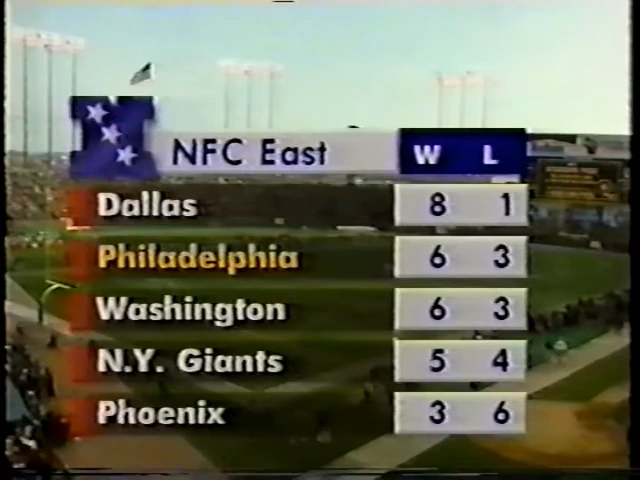 NFC East W L
Dallas 8 1
Philadelphia 6 3
Washington 6 3
N.Y. Giants 5 4
Phoenix 3 6